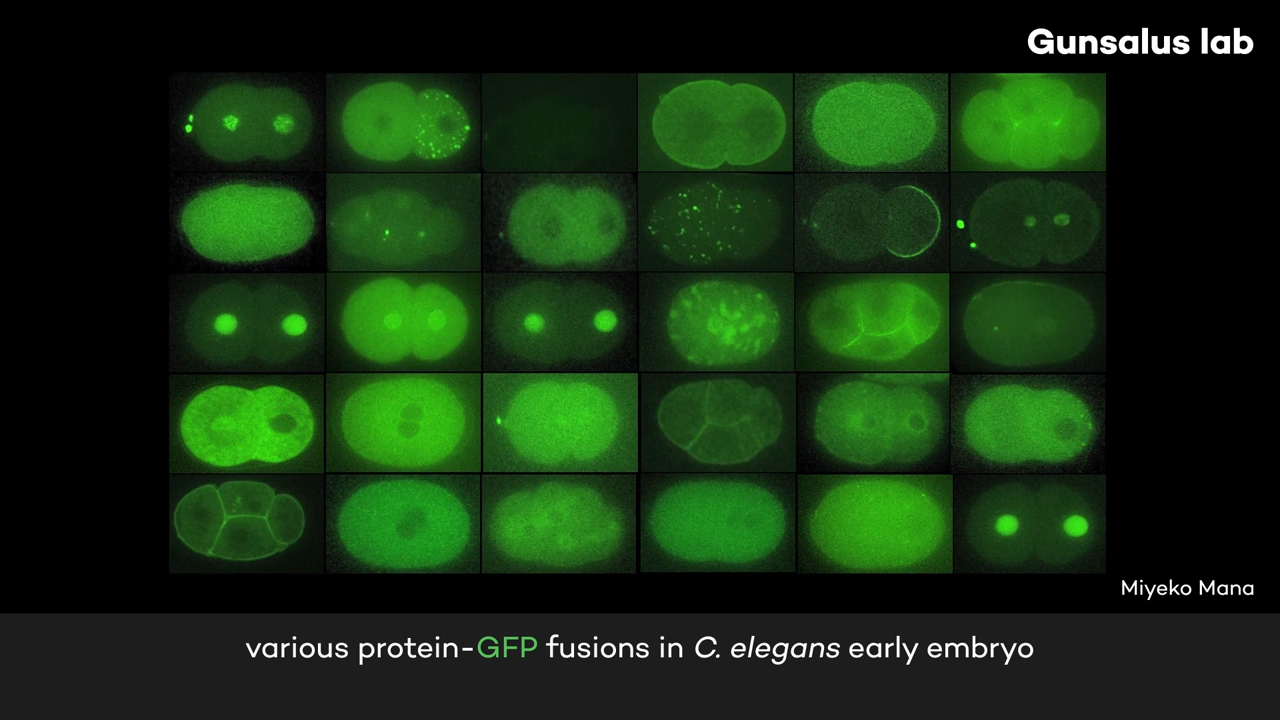 Gunsalus lab
Miyeko Mana
various protein-GFP fusions in C. elegans early embryo